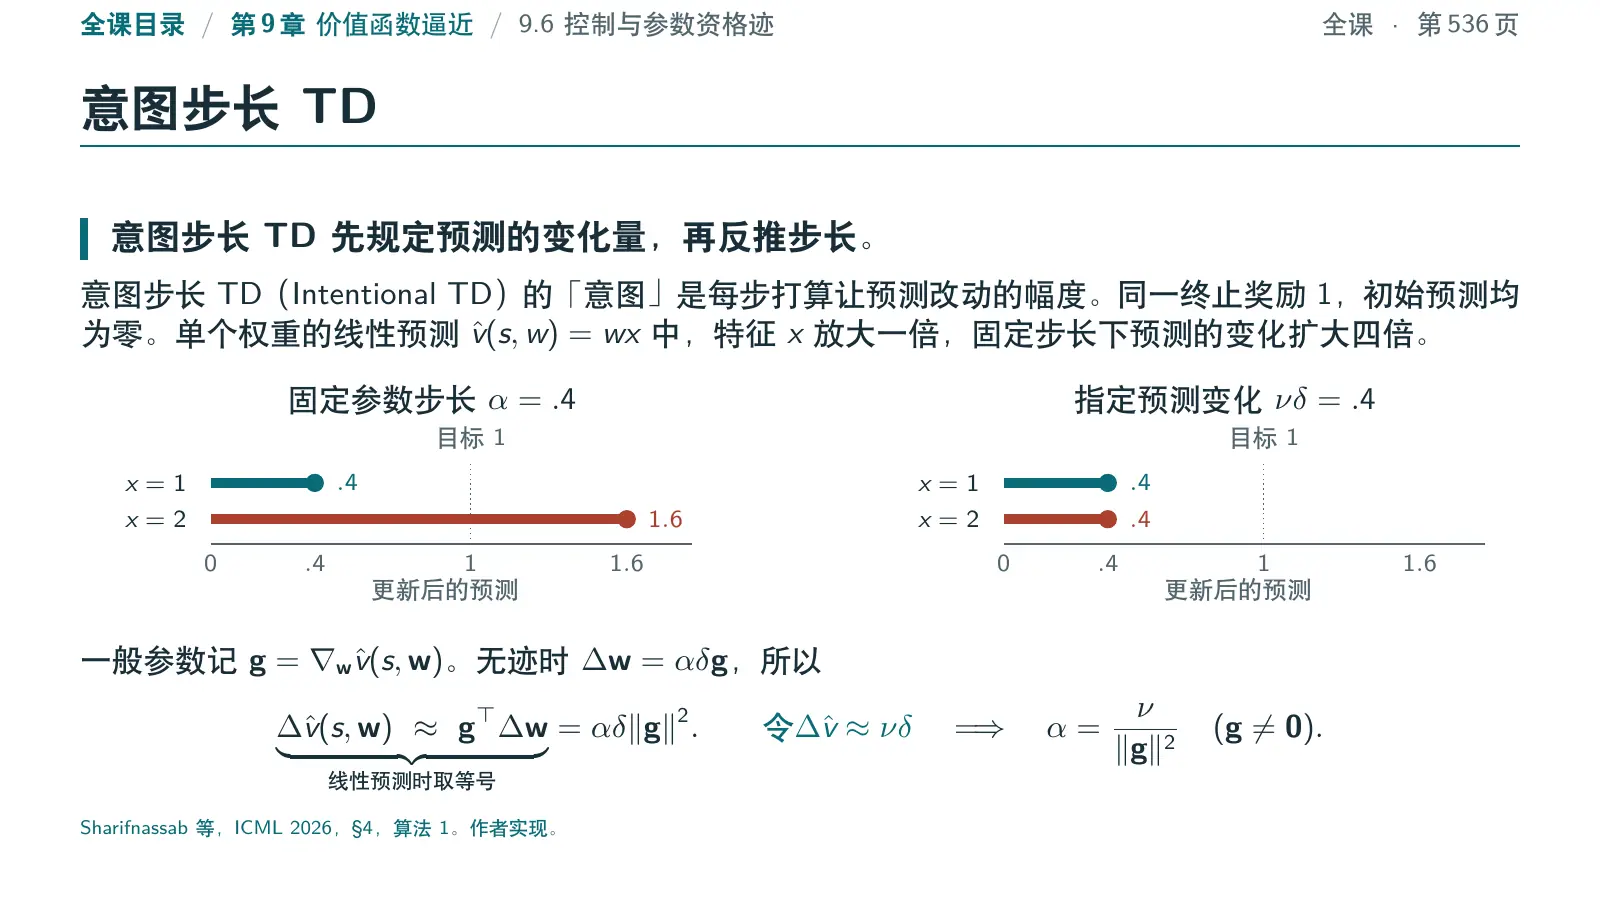 全课目录 / 第 9 章 价值函数逼近 / 9.6 控制与参数资格迹
全课 · 第 536 页
意图步长 TD
意图步长 TD 先规定预测的变化量，再反推步长。
意图步长 TD（Intentional TD）的「意图」是每步打算让预测改动的幅度。同一终止奖励 1，初始预测均
为零。单个权重的线性预测 v̂(s, w) = wx 中，特征 x 放大一倍，固定步长下预测的变化扩大四倍。
固定参数步长 α = .4
目标 1
x = 1 .4
x = 2 1.6
0 .4 1 1.6
更新后的预测
指定预测变化 νδ = .4
目标 1
x = 1 .4
x = 2 .4
0 .4 1 1.6
更新后的预测
一般参数记 g = ∇_w v̂(s, w)。无迹时 Δw = αδg，所以
Δv̂(s, w) ≈ g^⊤Δw = αδ‖g‖². 令Δv̂ ≈ νδ ⟹ α = ν/‖g‖² (g ≠ 0).
线性预测时取等号
Sharifnassab 等，ICML 2026，§4，算法 1。作者实现。